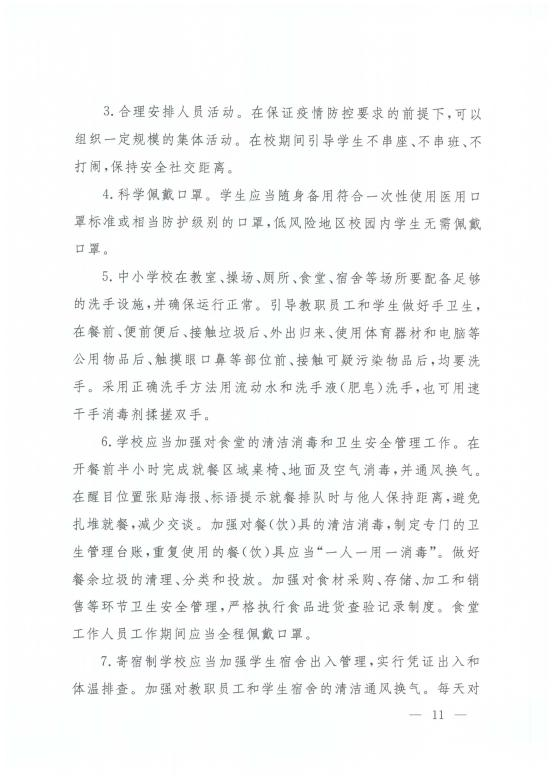 3.合理安排人员活动。在保证疫情防控要求的前提下,可以
组织一定规模的集体活动。在校期间引导学生不串座、不串班、不
打闹,保持安全社交距离。
4.科学佩戴口罩。学生应当随身备用符合一次性使用医用口
罩标准或相当防护级别的口罩,低风险地区校园内学生无需佩戴
口罩。
5.中小学校在教室、操场、厕所、食堂、宿舍等场所要配备足够
的洗手设施,并确保运行正常。引导教职员工和学生做好手卫生,
在餐前、便前便后、接触垃圾后、外出归来、使用体育器材和电脑等
公用物品后、触摸眼口鼻等部位前、接触可疑污染物品后,均要洗
手。采用正确洗手方法用流动水和洗手液(肥皂)洗手,也可用速
干手消毒剂揉搓双手。
6.学校应当加强对食堂的清洁消毒和卫生安全管理工作。在
开餐前半小时完成就餐区域桌椅、地面及空气消毒,并通风换气。
在醒目位置张贴海报、标语提示就餐排队时与他人保持距离,避免
扎堆就餐,减少交谈。加强对餐(饮)具的清洁消毒,制定专门的卫
生管理台账,重复使用的餐(饮)具应当“一人一用一消毒”。做好
餐余垃圾的清理、分类和投放。加强对食材采购、存储、加工和销
售等环节卫生安全管理,严格执行食品进货查验记录制度。食堂
工作人员工作期间应当全程佩戴口罩。
7.寄宿制学校应当加强学生宿舍出入管理,实行凭证出入和
体温排查。加强对教职员工和学生宿舍的清洁通风换气。每天对
— 11 —